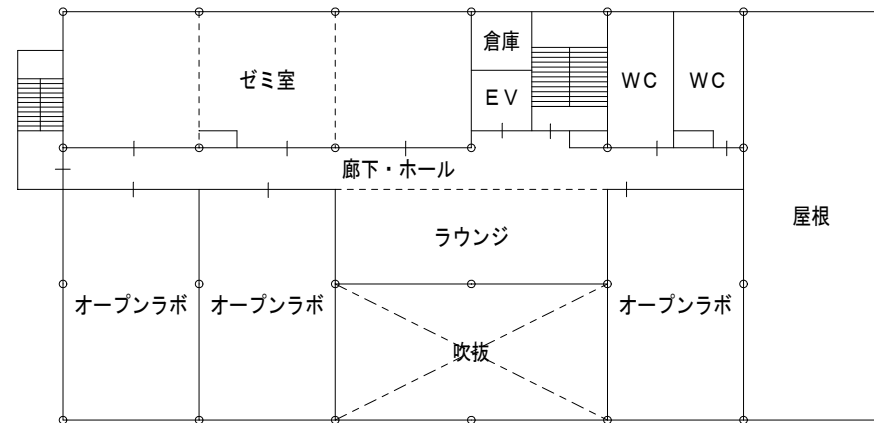 倉庫
ゼミ室
ＥＶ
ＷＣ
ＷＣ
廊下・ホール
屋根
ラウンジ
オープンラボ
オープンラボ
オープンラボ
吹抜